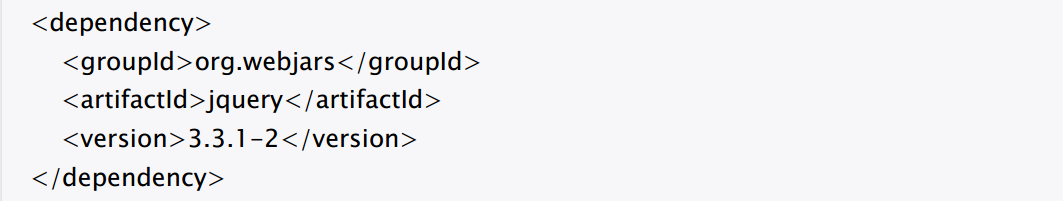 <dependency>
<groupId>org.webjars</groupId>
<artifactId>jquery</artifactId>
<version>3.3.1-2</version>
</dependency>